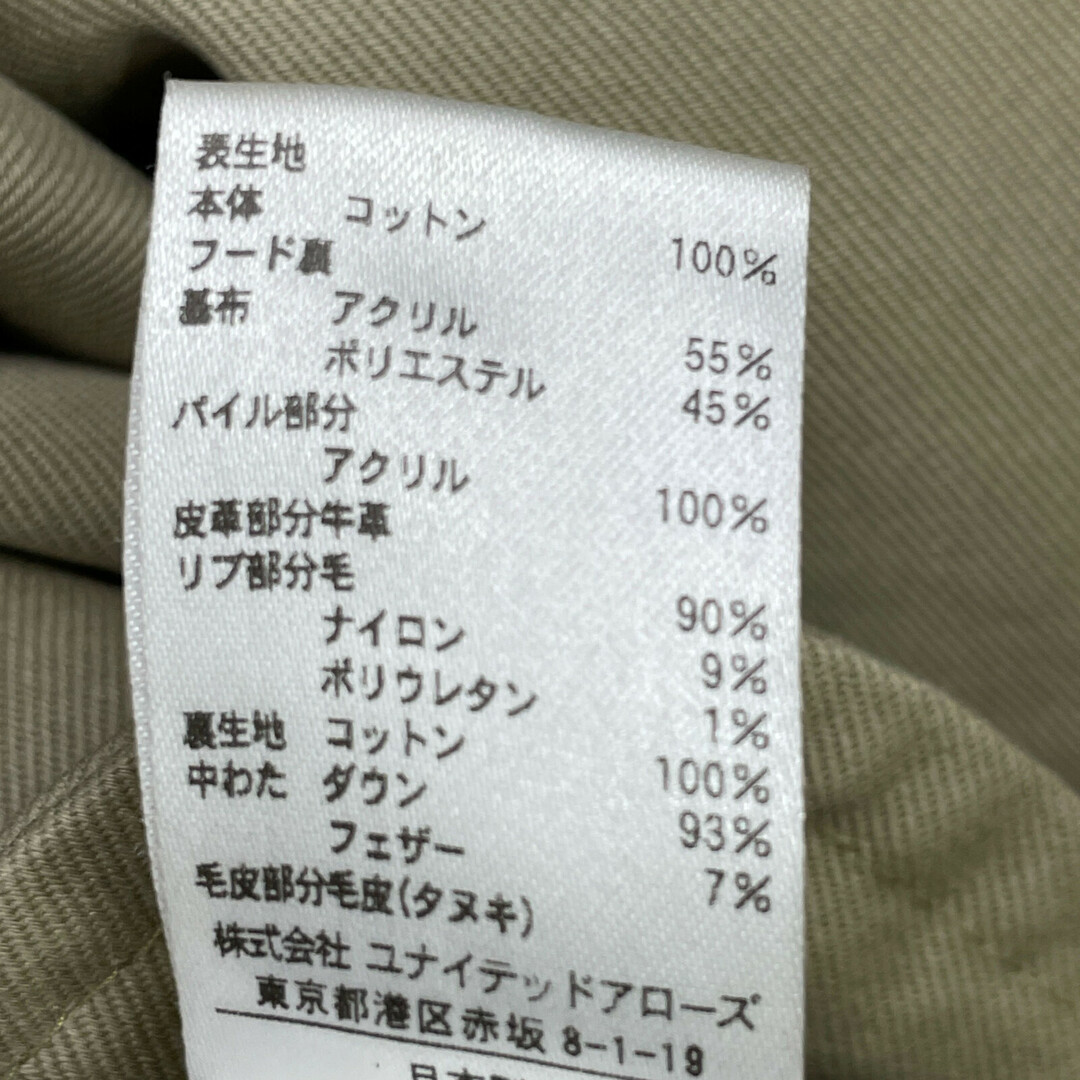 表生地
本体 コットン 100%
フード裏
基布 アクリル 55%
ポリエステル 45%
パイル部分
アクリル 100%
皮革部分牛革
リブ部分毛 90%
ナイロン 9%
ポリウレタン 1%
裏生地 コットン 100%
中わた ダウン 93%
フェザー 7%
毛皮部分毛皮(タヌキ)
株式会社 ユナイテッドアローズ
東京都港区赤坂 8-1-19